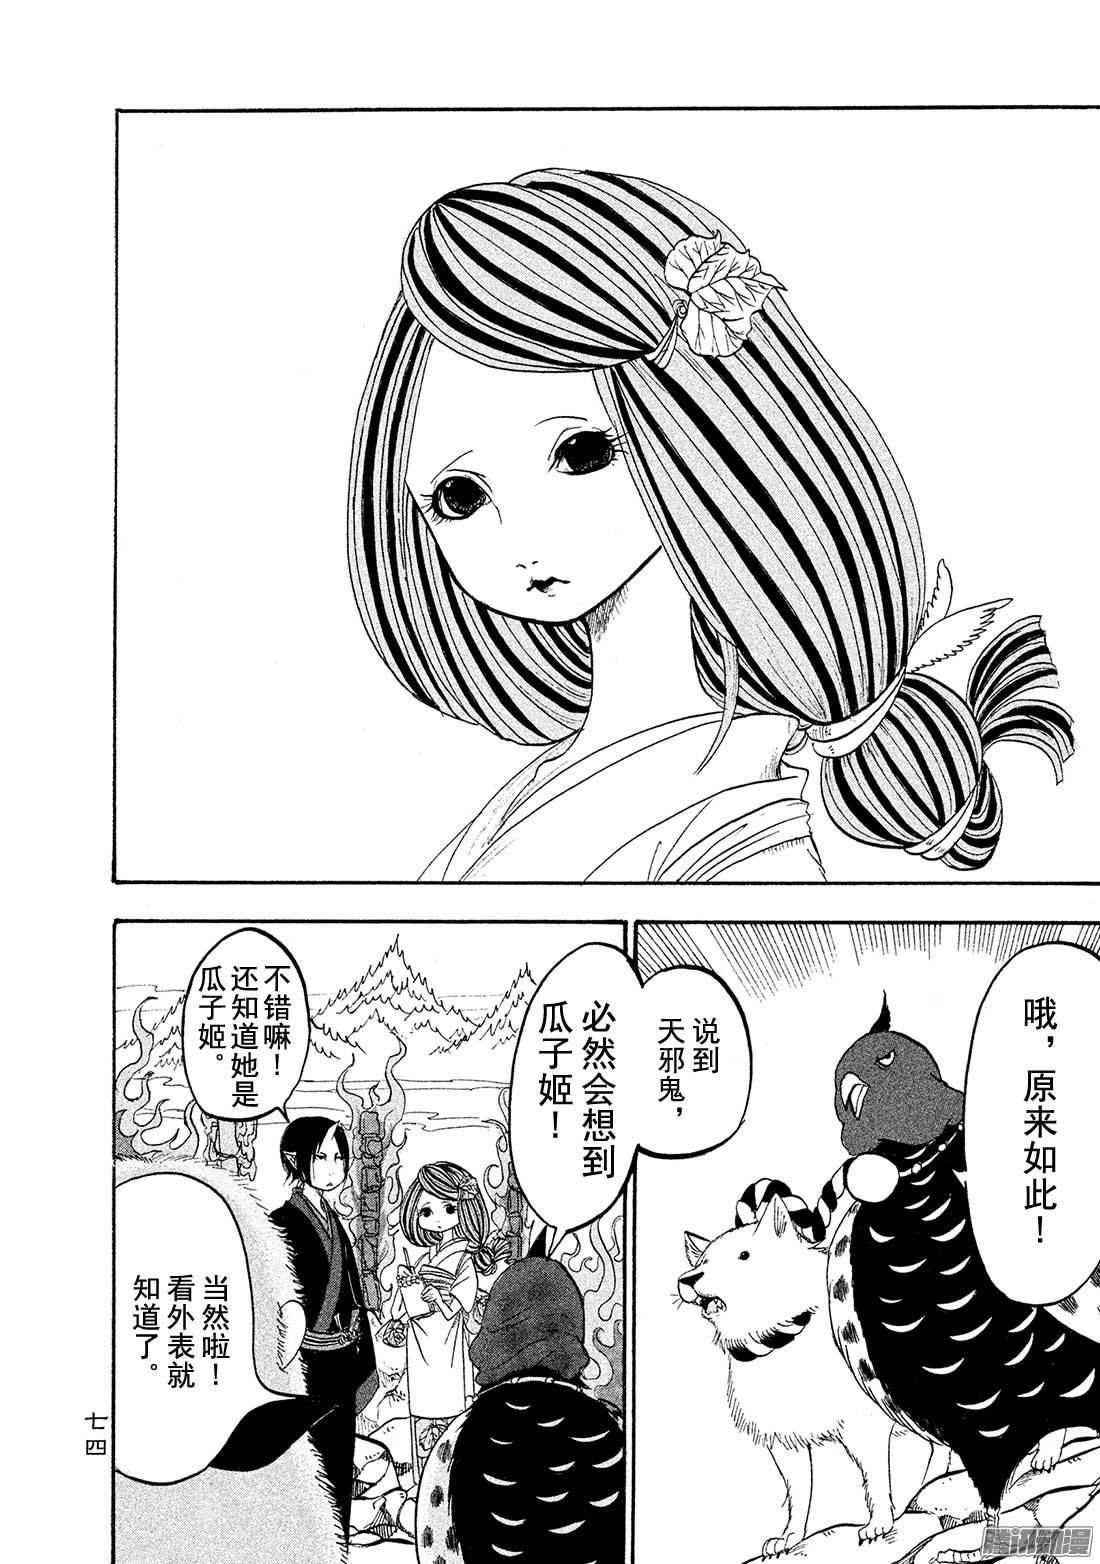 哦，原来如此！
说到
天邪鬼，
必然会想到
瓜子姬！
不错嘛！
还知道她是
瓜子姬。
当然啦！
看外表就
知道了。
七四
腾讯动漫